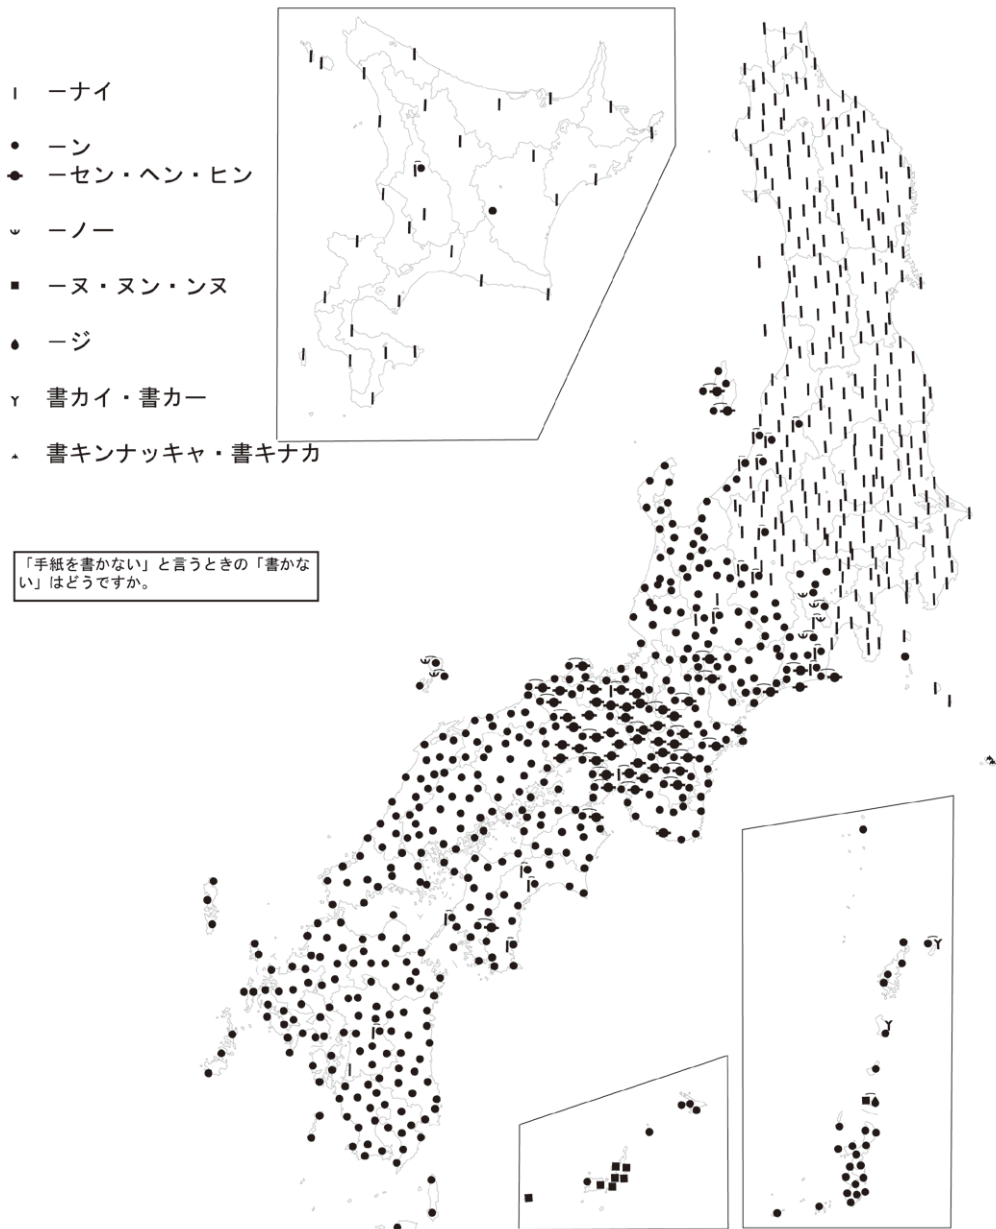 ーナイ
ーン
ーセン・ヘン・ヒン
ーノー
ーヌ・ヌン・ンヌ
ージ
書カイ・書カー
書キンナッキャ・書キナカ
「手紙を書かない」と言うときの「書かな
い」はどうですか。